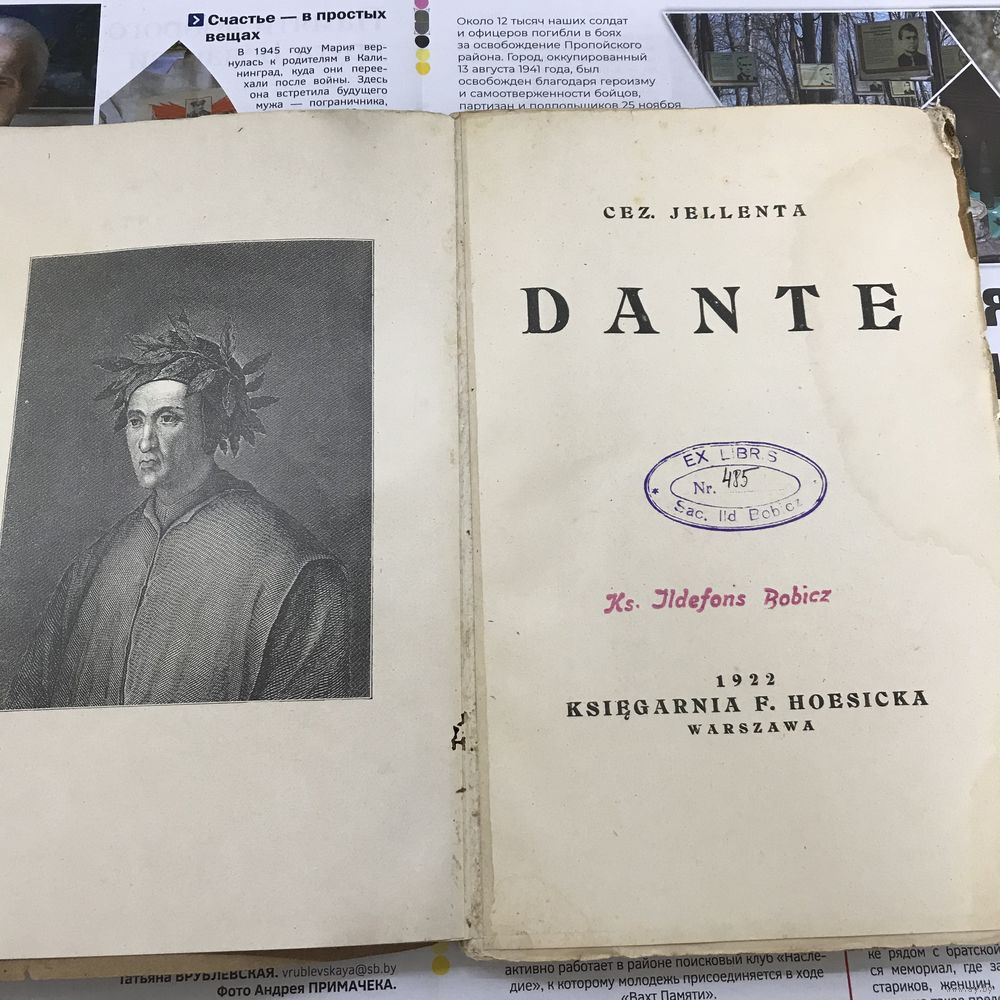 Счастье — в простых
вещах
В 1945 году Мария вер-
нулась к родителям в Кали-
нинград, куда они перее-
хали после войны. Здесь
она встретила будущего
мужа — пограничника,
Около 12 тысяч наших солдат
и офицеров погибли в боях
за освобождение Пропойского
района. Город, оккупированный
13 августа 1941 года, был
освобожден благодаря героизму
и самоотверженности бойцов,
партизан и подпольщиков 25 ноября
CEZ. JELLENTA
DANTE
EX LIBRIS
Nr. 485
Sac. Ild Bobicz
Ks. Ildefons Bobicz
1922
KSIĘGARNIA F. HOESICKA
WARSZAWA
Татьяна ВРУБЛЕВСКАЯ. vrublevskaya@sb.by
Фото Андрея ПРИМАЧЕКА.
активно работает в районе поисковый клуб «Насле-
дие», к которому молодежь присоединяется в ходе
«Вахт Памяти».
ке рядом с братской
ся мемориал, где за
стариков, женщин,